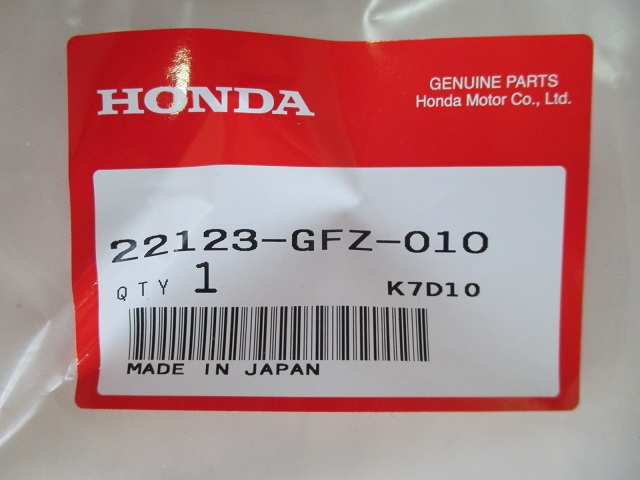 HONDA
GENUINE PARTS
Honda Motor Co., Ltd.
22123-GFZ-010
QTY 1
K7D10
MADE IN JAPAN